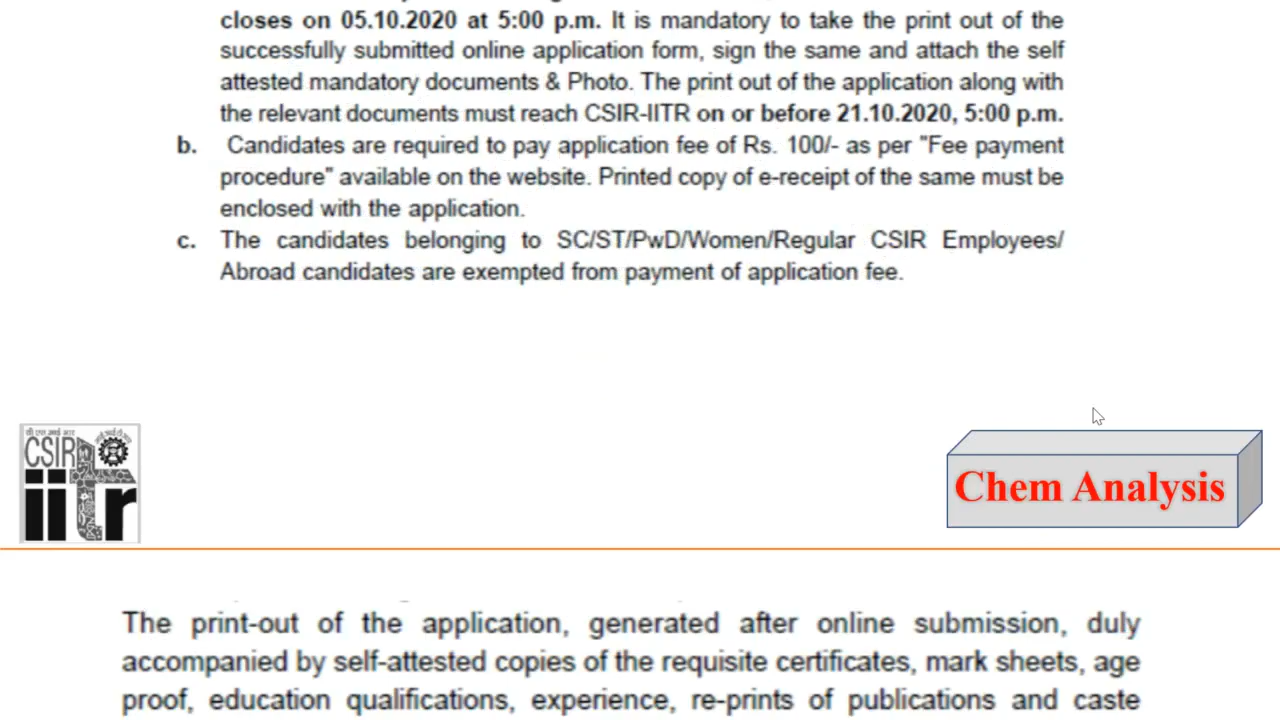 closes on 05.10.2020 at 5:00 p.m. It is mandatory to take the print out of the
successfully submitted online application form, sign the same and attach the self
attested mandatory documents & Photo. The print out of the application along with
the relevant documents must reach CSIR-IITR on or before 21.10.2020, 5:00 p.m.
b. Candidates are required to pay application fee of Rs. 100/- as per "Fee payment
procedure" available on the website. Printed copy of e-receipt of the same must be
enclosed with the application.
c. The candidates belonging to SC/ST/PwD/Women/Regular CSIR Employees/
Abroad candidates are exempted from payment of application fee.
CSIR
iitr
Chem Analysis
The print-out of the application, generated after online submission, duly
accompanied by self-attested copies of the requisite certificates, mark sheets, age
proof, education qualifications, experience, re-prints of publications and caste